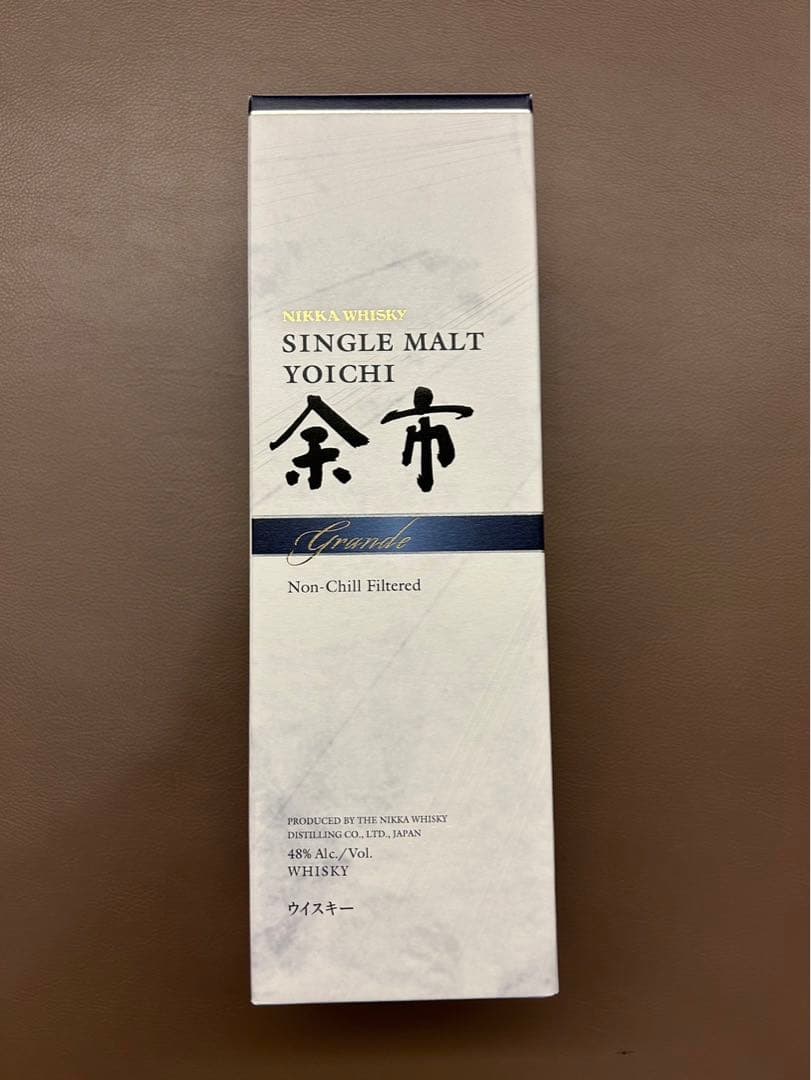 NIKKA WHISKY
SINGLE MALT
YOICHI
余市
Grande
Non-Chill Filtered
PRODUCED BY THE NIKKA WHISKY
DISTILLING CO., LTD., JAPAN
48% Alc./Vol.
WHISKY
ウイスキー